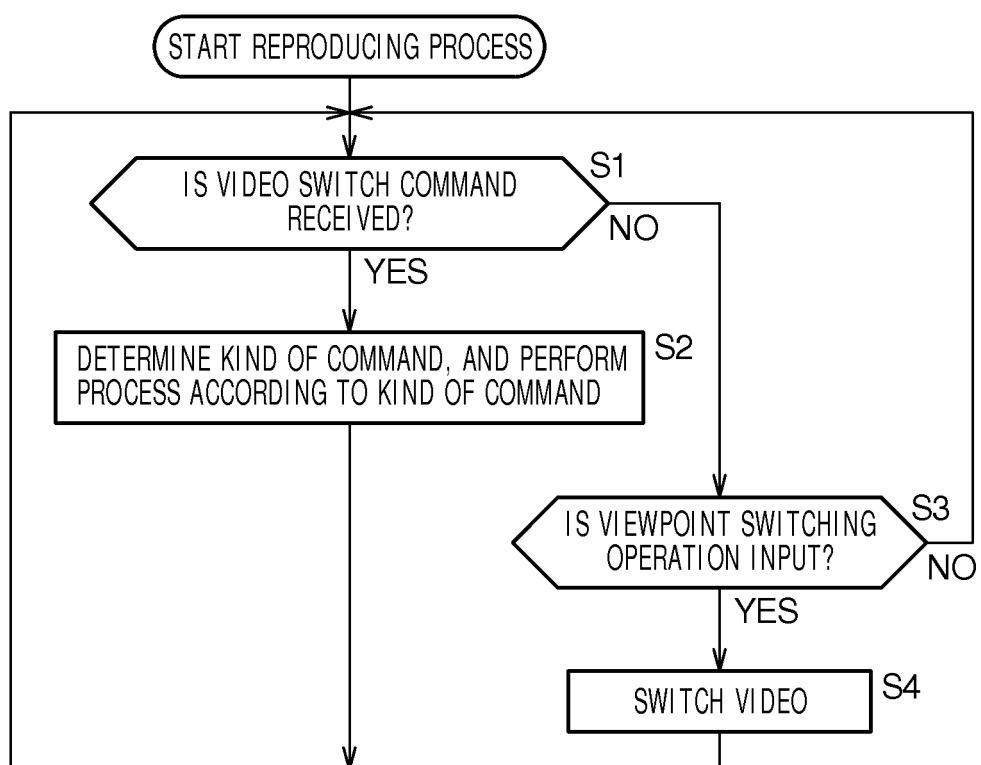 START REPRODUCING PROCESS
IS VIDEO SWITCH COMMAND
RECEIVED?
S1
NO
YES
DETERMINE KIND OF COMMAND, AND PERFORM
PROCESS ACCORDING TO KIND OF COMMAND
S2
IS VIEWPOINT SWITCHING
OPERATION INPUT?
S3
NO
YES
SWITCH VIDEO
S4